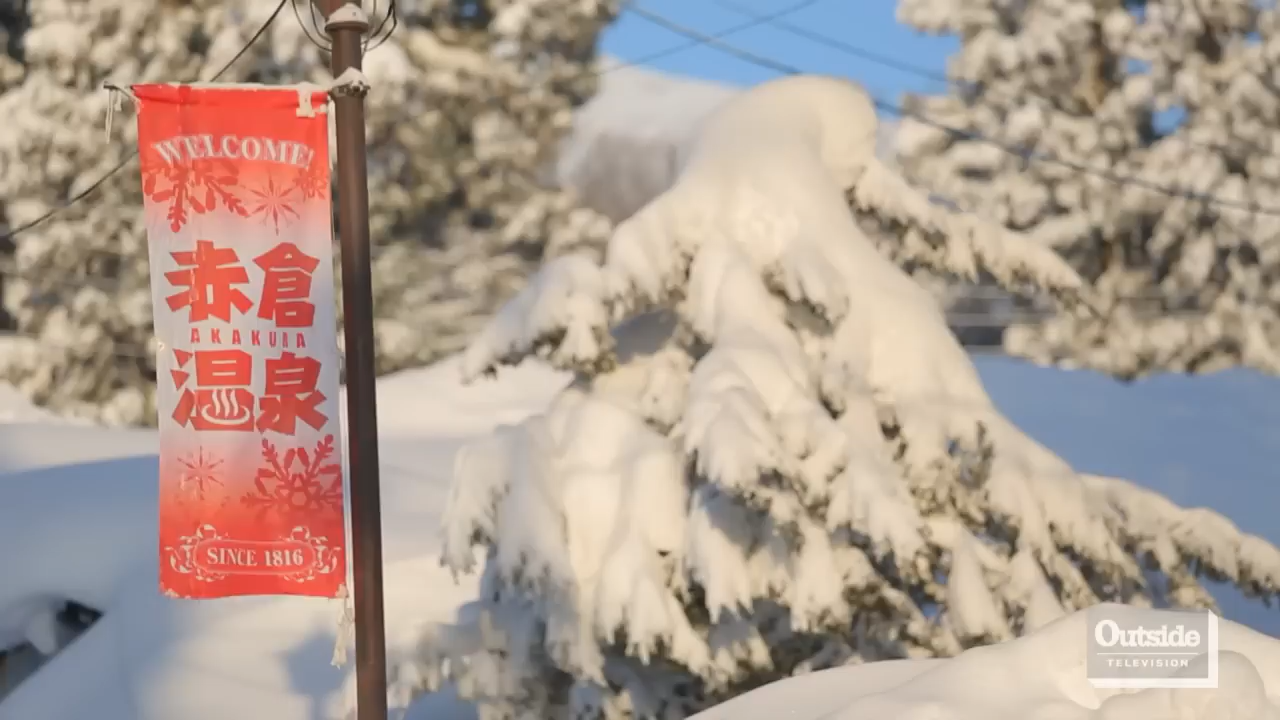 WELCOME!
赤倉
AKAKURA
温泉
SINCE 1816
Outside
TELEVISION